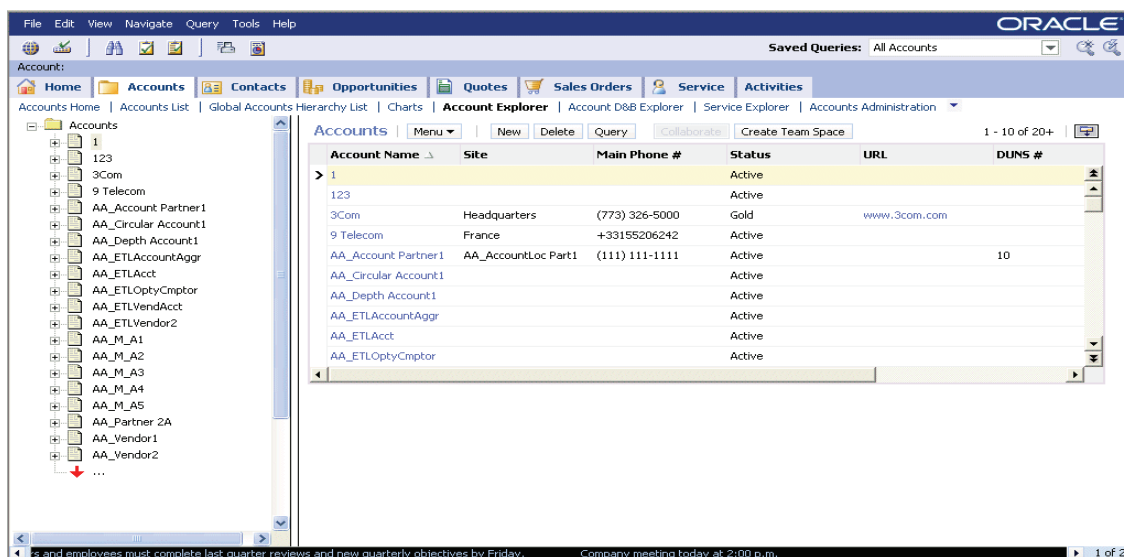 File Edit View Navigate Query Tools Help ORACLE
Saved Queries: All Accounts
Account:
Home Accounts Contacts Opportunities Quotes Sales Orders Service Activities
Accounts Home | Accounts List | Global Accounts Hierarchy List | Charts | Account Explorer | Account D&B Explorer | Service Explorer | Accounts Administration
Accounts
1
123
3Com
9 Telecom
AA_Account Partner1
AA_Circular Account1
AA_Depth Account1
AA_ETLAccountAggr
AA_ETLAcct
AA_ETLOptyCmptor
AA_ETLVendAcct
AA_ETLVendor2
AA_M_A1
AA_M_A2
AA_M_A3
AA_M_A4
AA_M_A5
AA_Partner 2A
AA_Vendor1
AA_Vendor2
...
Accounts | Menu | New Delete Query Collaborate Create Team Space 1 - 10 of 20+
Account Name Site Main Phone # Status URL DUNS #
1 Active
123 Active
3Com Headquarters (773) 326-5000 Gold www.3com.com
9 Telecom France +33155206242 Active
AA_Account Partner1 AA_AccountLoc Part1 (111) 111-1111 Active 10
AA_Circular Account1 Active
AA_Depth Account1 Active
AA_ETLAccountAggr Active
AA_ETLAcct Active
AA_ETLOptyCmptor Active
rs and employees must complete last quarter reviews and new quarterly objectives by Friday. Company meeting today at 2:00 p.m. 1 of 2